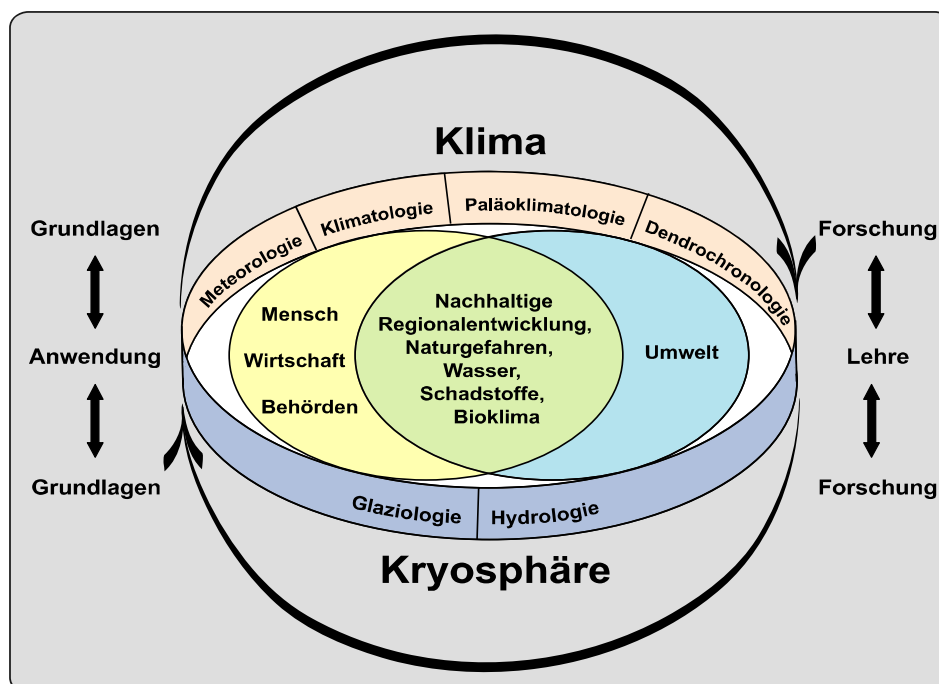 Klima
Meteorologie
Klimatologie
Paläoklimatologie
Dendrochronologie
Grundlagen
Anwendung
Grundlagen
Mensch
Wirtschaft
Behörden
Nachhaltige
Regionalentwicklung,
Naturgefahren,
Wasser,
Schadstoffe,
Bioklima
Umwelt
Forschung
Lehre
Forschung
Glaziologie
Hydrologie
Kryosphäre